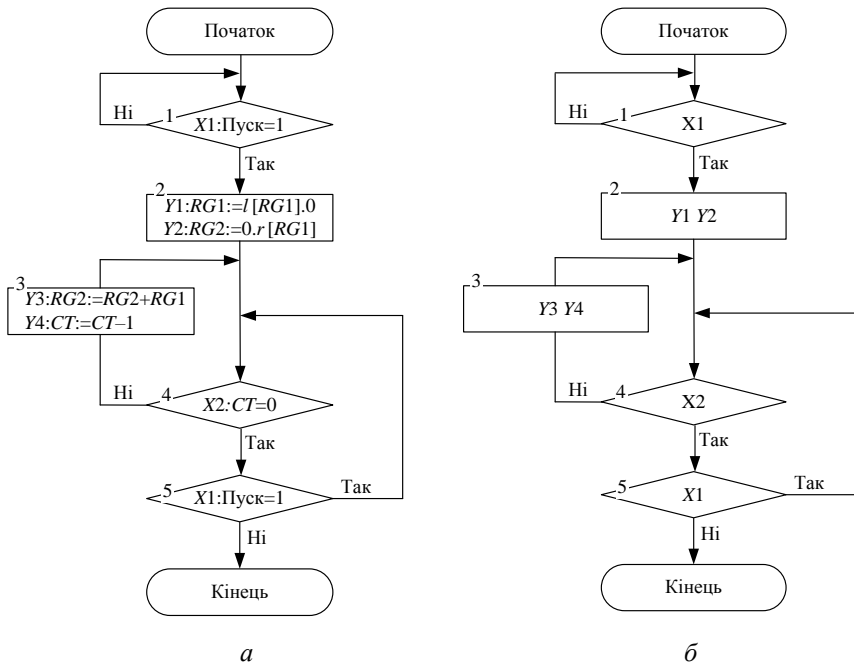 Початок
Ні
1
X1:Пуск=1
Так
2
Y1:RG1:=l [RG1].0
Y2:RG2:=0.r [RG1]
3
Y3:RG2:=RG2+RG1
Y4:CT:=CT–1
Ні
4
X2:CT=0
Так
5
X1:Пуск=1
Так
Ні
Кінець
а
Початок
Ні
1
X1
Так
2
Y1 Y2
3
Y3 Y4
Ні
4
X2
Так
5
X1
Так
Ні
Кінець
б